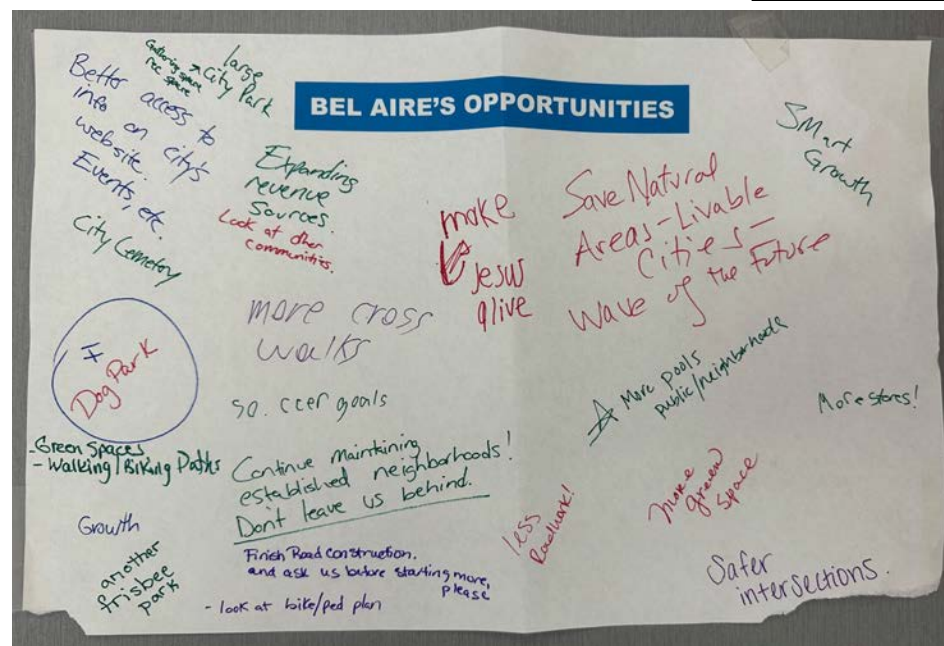 BEL AIRE'S OPPORTUNITIES
large
City Park
Gathering space
rec space
Better access to
info on city's
website.
Events, etc.
City Cemetery
Expanding
revenue
Sources.
Look at other
communities.
make
Jesus
alive
Save Natural
Areas-Livable
Cities-
Wave of the Future
SMart
Growth
more cross
walks
Dog Park
so.ccer goals
More pools
public/neighborhoods
More stores!
-Green Spaces
-Walking/Biking Paths
Continue Maintaining
established neighborhoods!
Don't leave us behind.
less
Roadwork!
More
green
space
Growth
another
frisbee
park
Finish Road Construction.
and ask us before starting more,
please
- look at bike/ped plan
Safer
intersections.